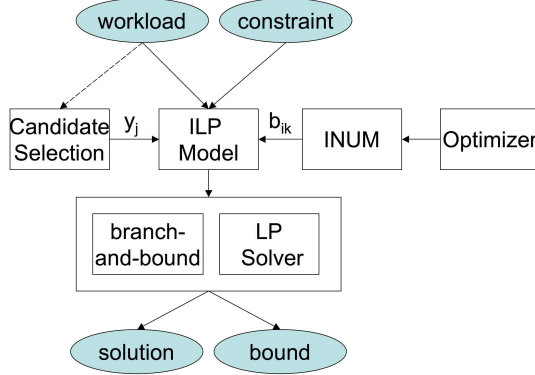 workload
constraint
Candidate
Selection
y_j
ILP
Model
b_ik
INUM
Optimizer
branch-
and-bound
LP
Solver
solution
bound